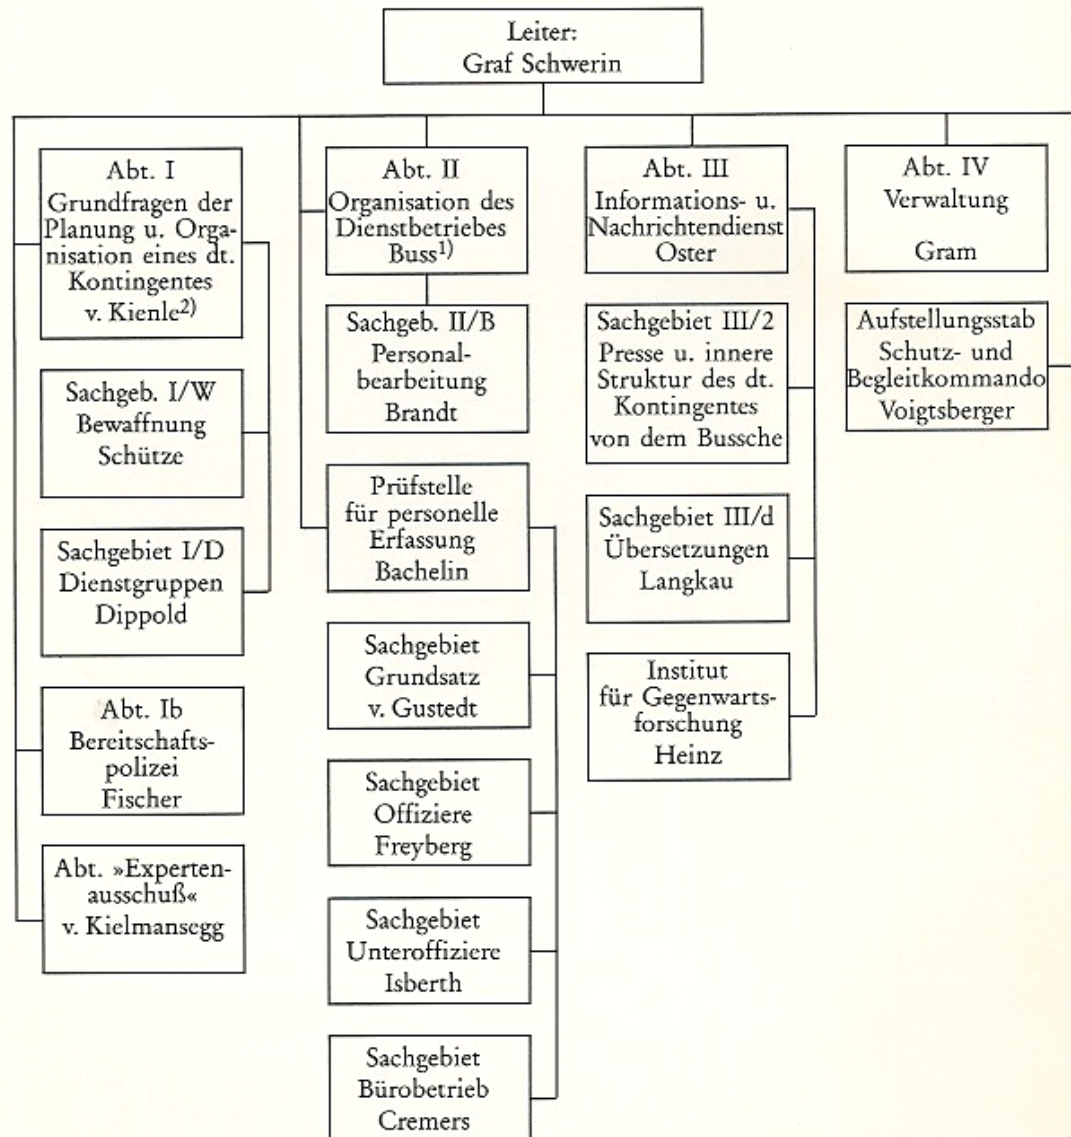 Leiter:
Graf Schwerin
Abt. I
Grundfragen der
Planung u. Orga-
nisation eines dt.
Kontingentes
v. Kienle²⁾
Sachgeb. I/W
Bewaffnung
Schütze
Sachgebiet I/D
Dienstgruppen
Dippold
Abt. Ib
Bereitschafts-
polizei
Fischer
Abt. »Experten-
ausschuß«
v. Kielmansegg
Abt. II
Organisation des
Dienstbetriebes
Buss¹⁾
Sachgeb. II/B
Personal-
bearbeitung
Brandt
Prüfstelle
für personelle
Erfassung
Bachelin
Sachgebiet
Grundsatz
v. Gustedt
Sachgebiet
Offiziere
Freyberg
Sachgebiet
Unteroffiziere
Isberth
Sachgebiet
Bürobetrieb
Cremers
Abt. III
Informations- u.
Nachrichtendienst
Oster
Sachgebiet III/2
Presse u. innere
Struktur des dt.
Kontingentes
von dem Bussche
Sachgebiet III/d
Übersetzungen
Langkau
Institut
für Gegenwarts-
forschung
Heinz
Abt. IV
Verwaltung
Gram
Aufstellungsstab
Schutz- und
Begleitkommando
Voigtsberger